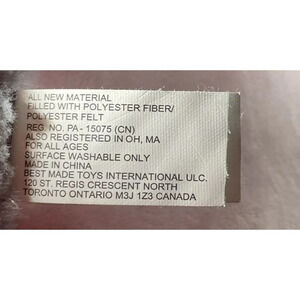 ALL NEW MATERIAL
FILLED WITH POLYESTER FIBER/
POLYESTER FELT
REG. NO. PA - 15075 (CN)
ALSO REGISTERED IN OH, MA
FOR ALL AGES
SURFACE WASHABLE ONLY
MADE IN CHINA
BEST MADE TOYS INTERNATIONAL ULC.
120 ST. REGIS CRESCENT NORTH
TORONTO ONTARIO M3J 1Z3 CANADA